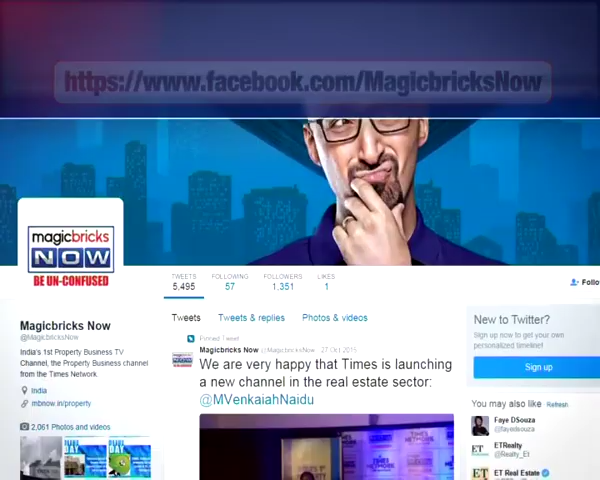 https://www.facebook.com/MagicbricksNow
magicbricks
NOW
BE UN-CONFUSED
TWEETS FOLLOWING FOLLOWERS LIKES
5,495 57 1,351 1
Follo
Magicbricks Now
@MagicbricksNow
India's 1st Property Business TV
Channel, the Property Business channel
from the Times Network.
India
mbnow.in/property
2,061 Photos and videos
Tweets Tweets & replies Photos & videos
Pinned Tweet
Magicbricks Now @MagicbricksNow 27 Oct 2015
We are very happy that Times is launching
a new channel in the real estate sector:
@MVenkaiahNaidu
New to Twitter?
Sign up now to get your own
personalized timeline!
Sign up
You may also like Refresh
Faye DSouza
@fayedsouza
ETRealty
@Realty_Et
ET Real Estate